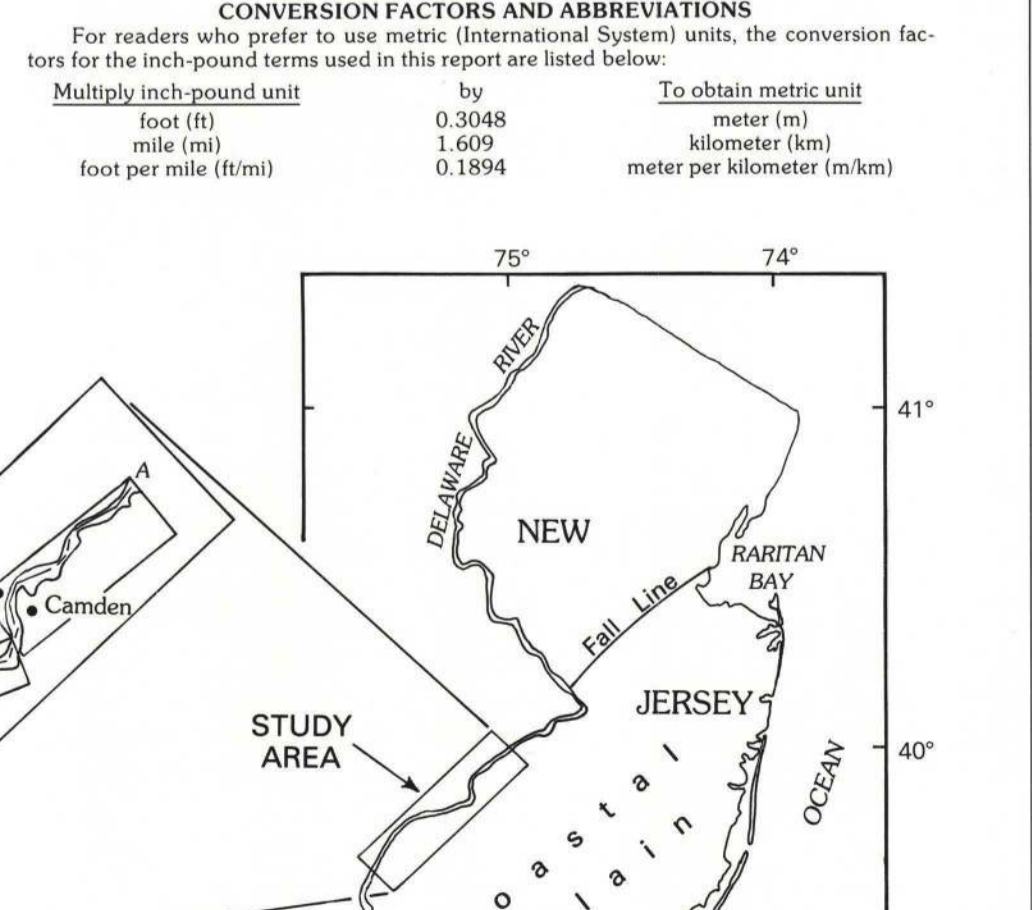 CONVERSION FACTORS AND ABBREVIATIONS
For readers who prefer to use metric (International System) units, the conversion fac-
tors for the inch-pound terms used in this report are listed below:
Multiply inch-pound unit by To obtain metric unit
foot (ft) 0.3048 meter (m)
mile (mi) 1.609 kilometer (km)
foot per mile (ft/mi) 0.1894 meter per kilometer (m/km)
75° 74°
RIVER
DELAWARE
41°
A
NEW
RARITAN
BAY
Camden
Fall Line
JERSEY
STUDY
AREA
40°
OCEAN
oastal
lain